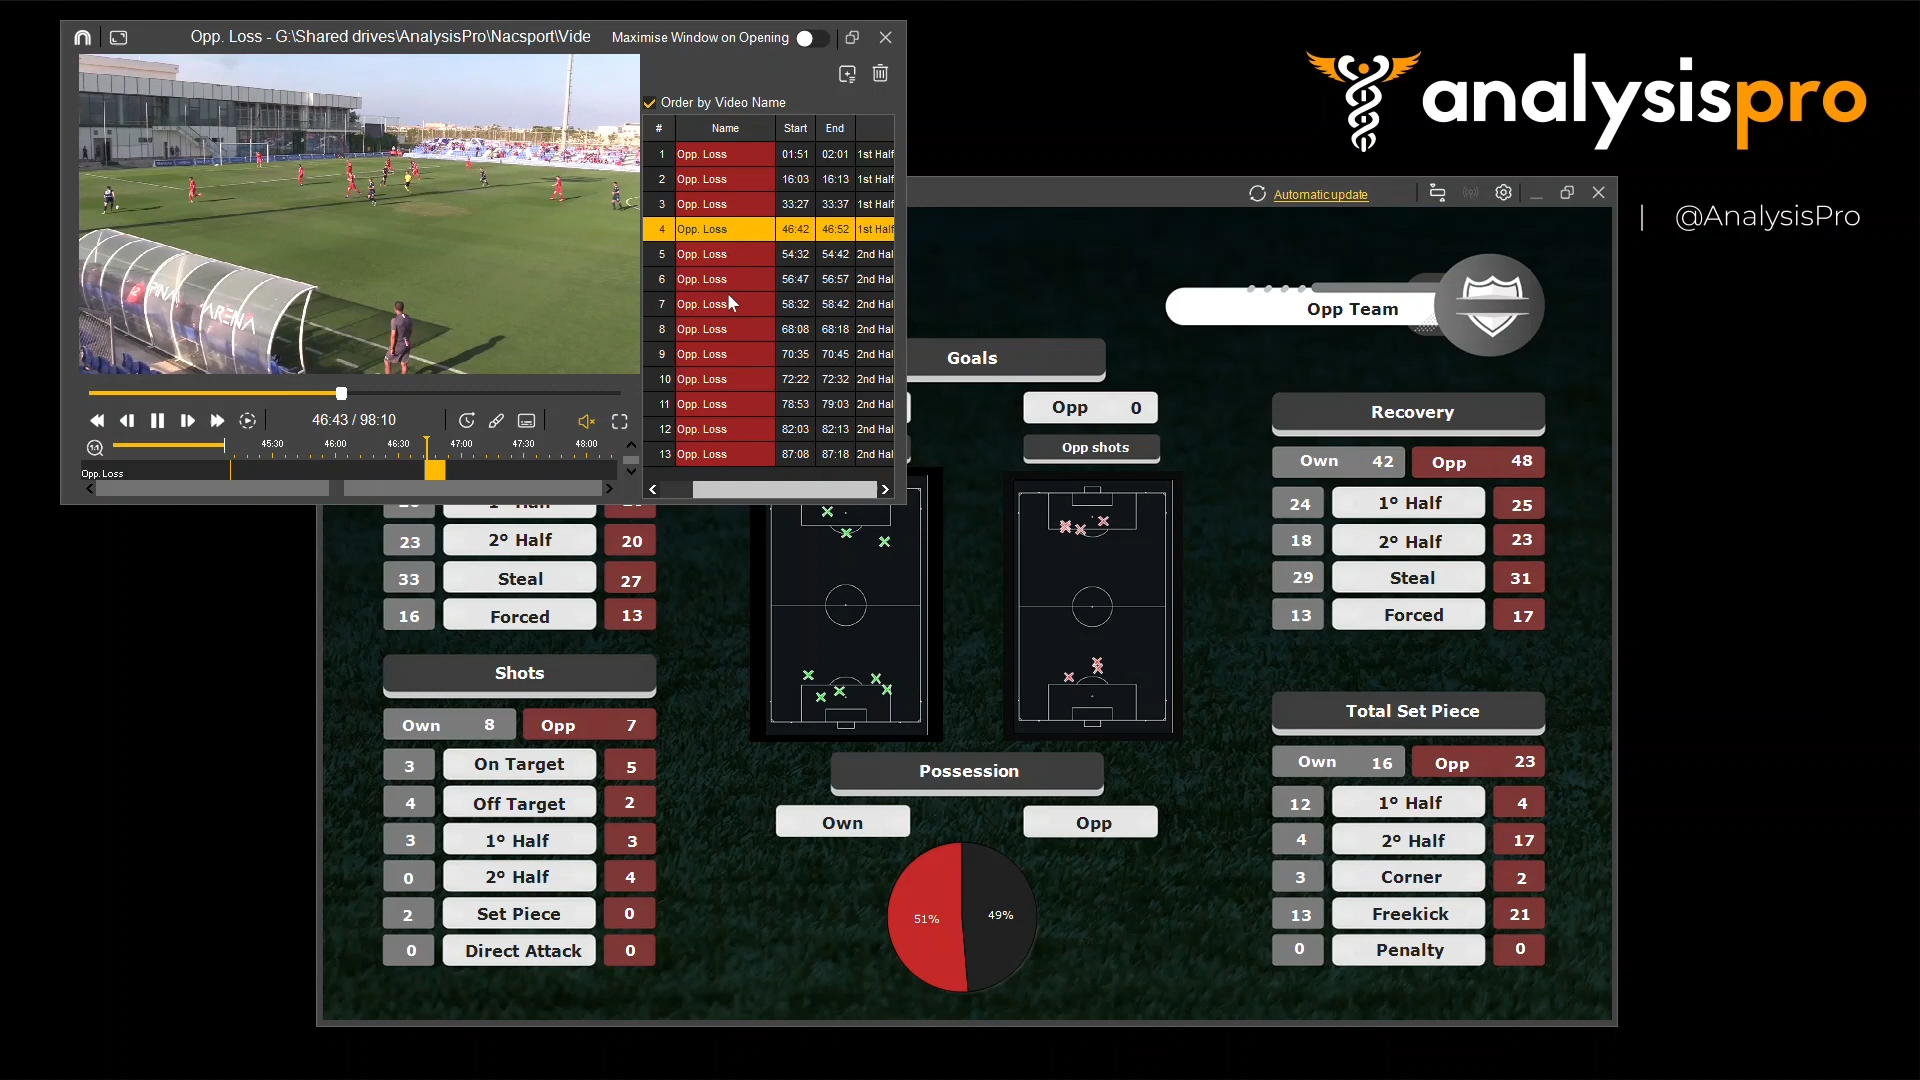 Opp. Loss - G:\Shared drives\AnalysisPro\Nacsport\Vide
Maximise Window on Opening
Order by Video Name
# Name Start End
1 Opp. Loss 01:51 02:01 1st Half
2 Opp. Loss 16:03 16:13 1st Half
3 Opp. Loss 33:27 33:37 1st Half
4 Opp. Loss 46:42 46:52 1st Half
5 Opp. Loss 54:32 54:42 2nd Hal
6 Opp. Loss 56:47 56:57 2nd Hal
7 Opp. Loss 58:32 58:42 2nd Hal
8 Opp. Loss 68:08 68:18 2nd Hal
9 Opp. Loss 70:35 70:45 2nd Hal
10 Opp. Loss 72:22 72:32 2nd Hal
11 Opp. Loss 78:53 79:03 2nd Hal
12 Opp. Loss 82:03 82:13 2nd Hal
13 Opp. Loss 87:08 87:18 2nd Hal
ARENA
46:43 / 98:10
1:1
45:30 46:00 46:30 47:00 47:30 48:00
Opp. Loss
analysispro
| @AnalysisPro
Automatic update
Opp Team
Goals
Opp 0
Opp shots
1º Half
23 2º Half 20
33 Steal 27
16 Forced 13
Shots
Own 8 Opp 7
3 On Target 5
4 Off Target 2
3 1º Half 3
0 2º Half 4
2 Set Piece 0
0 Direct Attack 0
Possession
Own Opp
51% 49%
Recovery
Own 42 Opp 48
24 1º Half 25
18 2º Half 23
29 Steal 31
13 Forced 17
Total Set Piece
Own 16 Opp 23
12 1º Half 4
4 2º Half 17
3 Corner 2
13 Freekick 21
0 Penalty 0